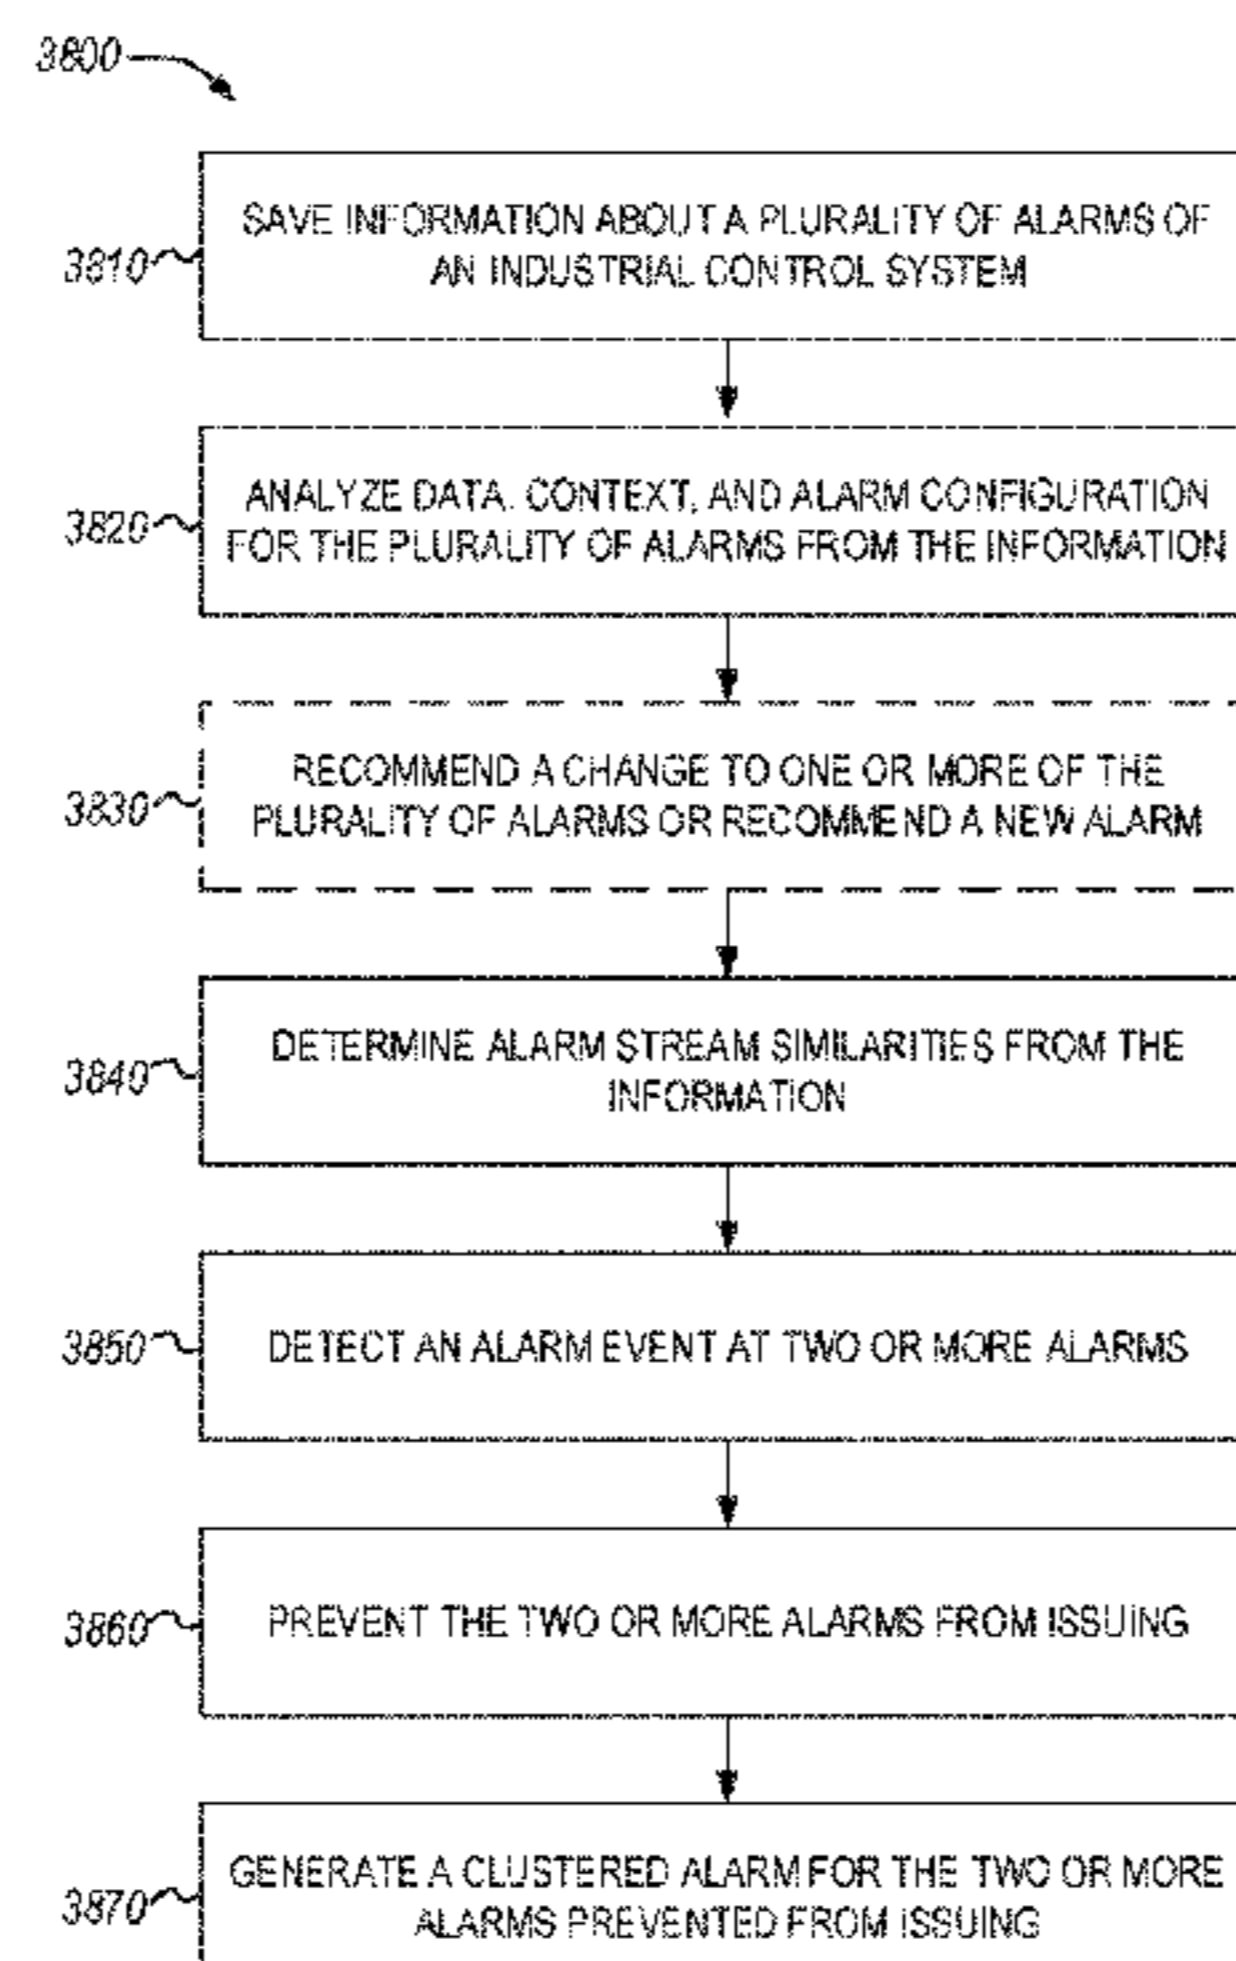 3800
3810
SAVE INFORMATION ABOUT A PLURALITY OF ALARMS OF
AN INDUSTRIAL CONTROL SYSTEM
3820
ANALYZE DATA, CONTEXT, AND ALARM CONFIGURATION
FOR THE PLURALITY OF ALARMS FROM THE INFORMATION
3830
RECOMMEND A CHANGE TO ONE OR MORE OF THE
PLURALITY OF ALARMS OR RECOMMEND A NEW ALARM
3840
DETERMINE ALARM STREAM SIMILARITIES FROM THE
INFORMATION
3850
DETECT AN ALARM EVENT AT TWO OR MORE ALARMS
3860
PREVENT THE TWO OR MORE ALARMS FROM ISSUING
3870
GENERATE A CLUSTERED ALARM FOR THE TWO OR MORE
ALARMS PREVENTED FROM ISSUING